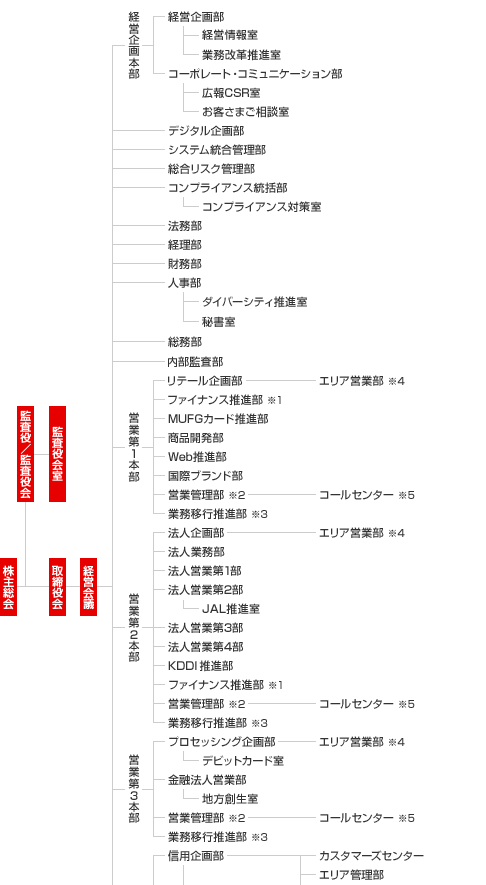 株主総会
監査役／監査役会
監査役会室
取締役会
経営会議
経営企画本部
経営企画部
経営情報室
業務改革推進室
コーポレート・コミュニケーション部
広報CSR室
お客さまご相談室
デジタル企画部
システム統合管理部
総合リスク管理部
コンプライアンス統括部
コンプライアンス対策室
法務部
経理部
財務部
人事部
ダイバーシティ推進室
秘書室
総務部
内部監査部
営業第1本部
リテール企画部 エリア営業部 ※4
ファイナンス推進部 ※1
MUFGカード推進部
商品開発部
Web推進部
国際ブランド部
営業管理部 ※2 コールセンター ※5
業務移行推進部 ※3
営業第2本部
法人企画部 エリア営業部 ※4
法人業務部
法人営業第1部
法人営業第2部
JAL推進室
法人営業第3部
法人営業第4部
KDDI 推進部
ファイナンス推進部 ※1
営業管理部 ※2 コールセンター ※5
業務移行推進部 ※3
営業第3本部
プロセッシング企画部 エリア営業部 ※4
デビットカード室
金融法人営業部
地方創生室
営業管理部 ※2 コールセンター ※5
業務移行推進部 ※3
信用企画部 カスタマーズセンター
エリア管理部